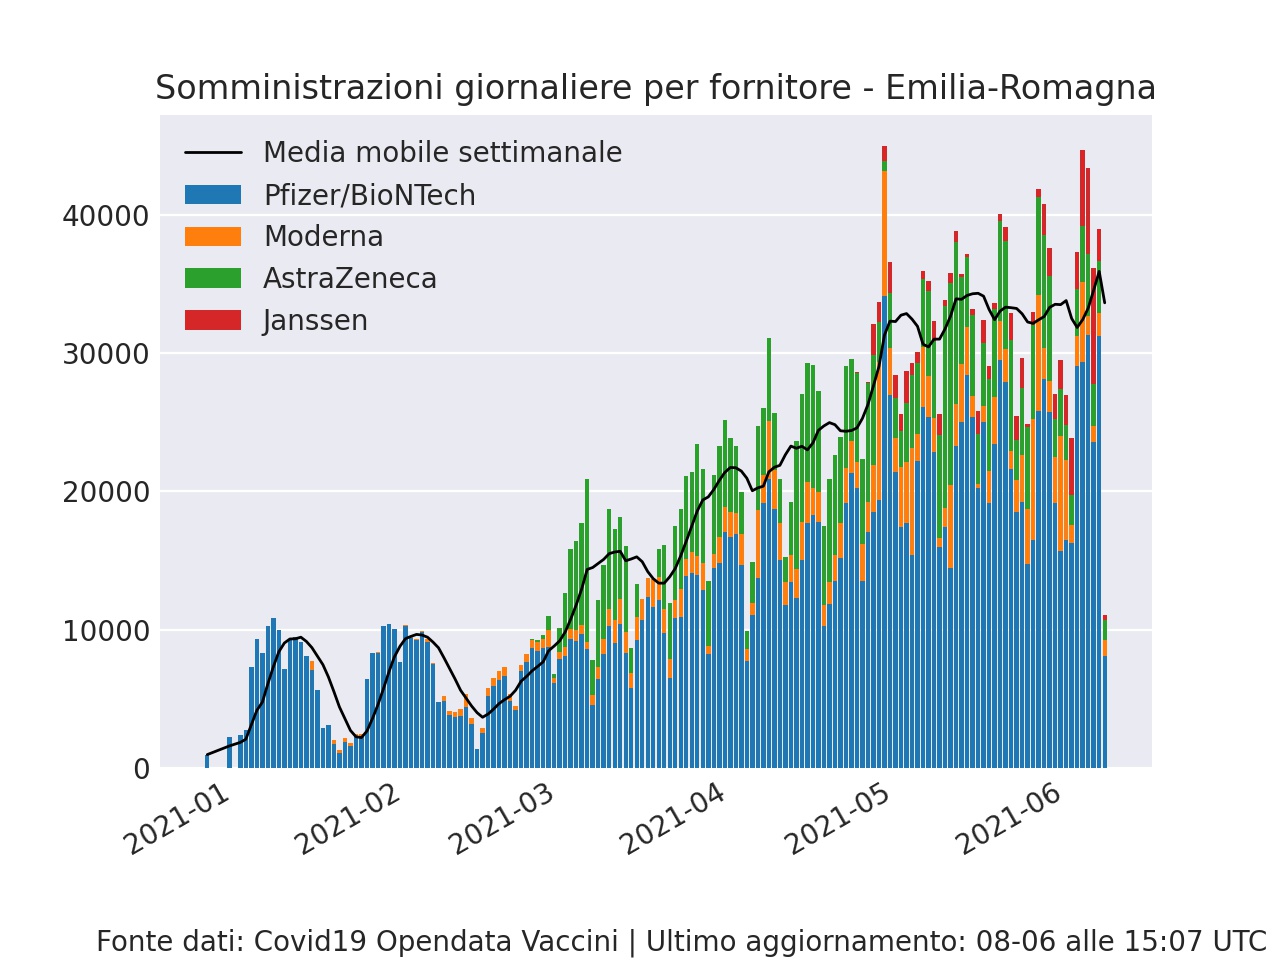 Somministrazioni giornaliere per fornitore - Emilia-Romagna
Media mobile settimanale
Pfizer/BioNTech
Moderna
AstraZeneca
Janssen
40000
30000
20000
10000
0
2021-01
2021-02
2021-03
2021-04
2021-05
2021-06
Fonte dati: Covid19 Opendata Vaccini | Ultimo aggiornamento: 08-06 alle 15:07 UTC